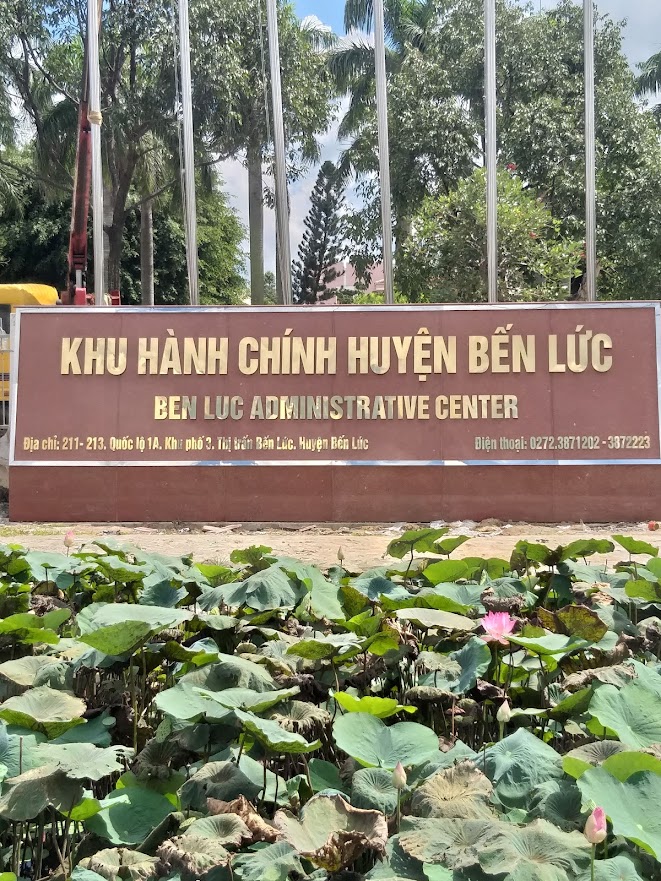 KHU HÀNH CHÍNH HUYỆN BẾN LỨC
BEN LUC ADMINISTRATIVE CENTER
Địa chỉ: 211- 213, Quốc lộ 1A, Khu phố 3, Thị trấn Bến Lức, Huyện Bến Lức
Điện thoại: 0272.3871202 - 3872223